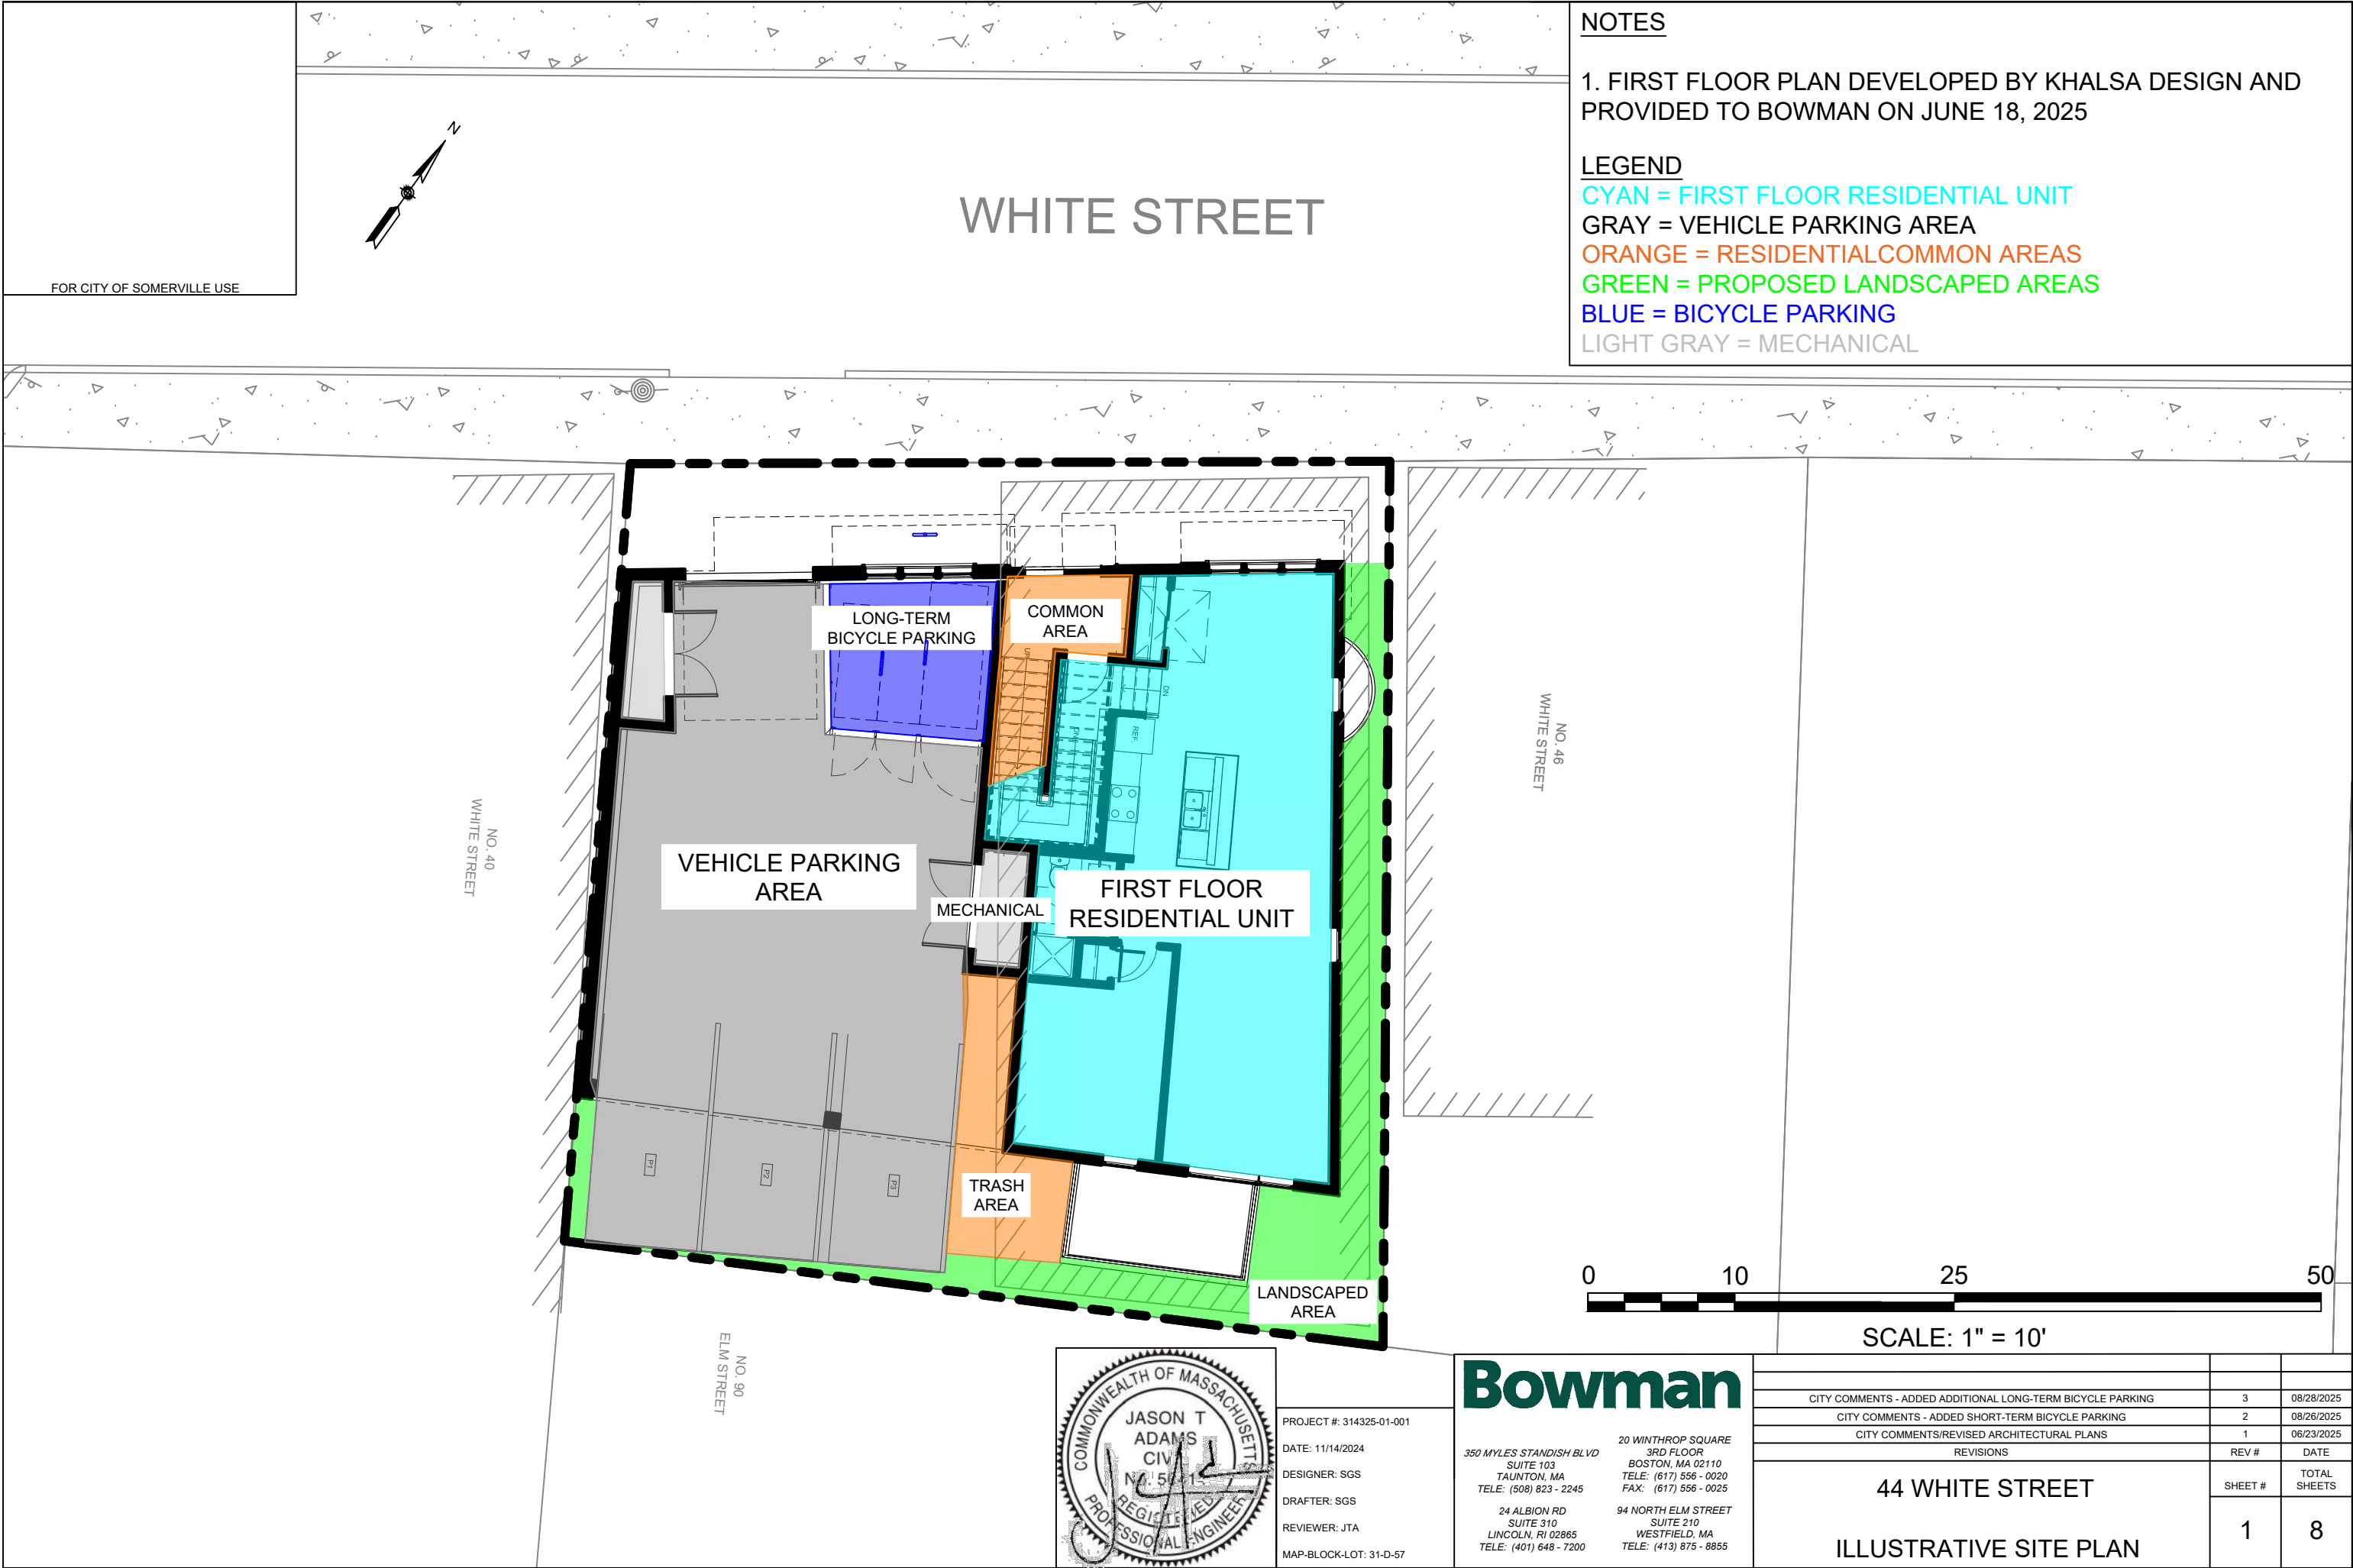 NOTES
1. FIRST FLOOR PLAN DEVELOPED BY KHALSA DESIGN AND
PROVIDED TO BOWMAN ON JUNE 18, 2025
LEGEND
CYAN = FIRST FLOOR RESIDENTIAL UNIT
GRAY = VEHICLE PARKING AREA
ORANGE = RESIDENTIALCOMMON AREAS
GREEN = PROPOSED LANDSCAPED AREAS
BLUE = BICYCLE PARKING
LIGHT GRAY = MECHANICAL
FOR CITY OF SOMERVILLE USE
N
WHITE STREET
LONG-TERM
BICYCLE PARKING
COMMON
AREA
UP
DN
DN
REF.
NO. 40
WHITE STREET
NO. 46
WHITE STREET
VEHICLE PARKING
AREA
MECHANICAL
FIRST FLOOR
RESIDENTIAL UNIT
P1
P2
P3
TRASH
AREA
LANDSCAPED
AREA
NO. 90
ELM STREET
0 10 25 50
SCALE: 1" = 10'
COMMONWEALTH OF MASSACHUSETTS
JASON T
ADAMS
CIVIL
REGISTERED
PROFESSIONAL ENGINEER
PROJECT #: 314325-01-001
DATE: 11/14/2024
DESIGNER: SGS
DRAFTER: SGS
REVIEWER: JTA
MAP-BLOCK-LOT: 31-D-57
Bowman
350 MYLES STANDISH BLVD
SUITE 103
TAUNTON, MA
TELE: (508) 823 - 2245
20 WINTHROP SQUARE
3RD FLOOR
BOSTON, MA 02110
TELE: (617) 556 - 0020
FAX: (617) 556 - 0025
24 ALBION RD
SUITE 310
LINCOLN, RI 02865
TELE: (401) 648 - 7200
94 NORTH ELM STREET
SUITE 210
WESTFIELD, MA
TELE: (413) 875 - 8855
CITY COMMENTS - ADDED ADDITIONAL LONG-TERM BICYCLE PARKING 3 08/28/2025
CITY COMMENTS - ADDED SHORT-TERM BICYCLE PARKING 2 08/26/2025
CITY COMMENTS/REVISED ARCHITECTURAL PLANS 1 06/23/2025
REVISIONS REV # DATE
44 WHITE STREET
ILLUSTRATIVE SITE PLAN
SHEET #
1
TOTAL
SHEETS
8